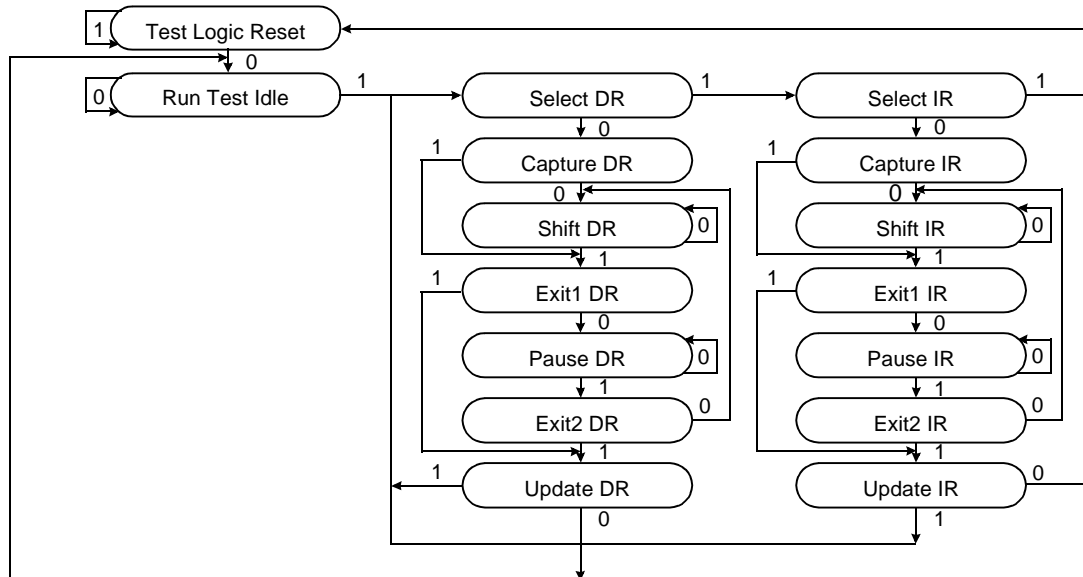 1
Test Logic Reset
0
0
Run Test Idle
1
Select DR
1
Select IR
1
0
0
1
Capture DR
1
Capture IR
0
0
Shift DR
0
Shift IR
0
1
1
1
Exit1 DR
1
Exit1 IR
0
0
Pause DR
0
Pause IR
0
1
1
Exit2 DR
0
Exit2 IR
0
1
1
1
Update DR
Update IR
0
0
1